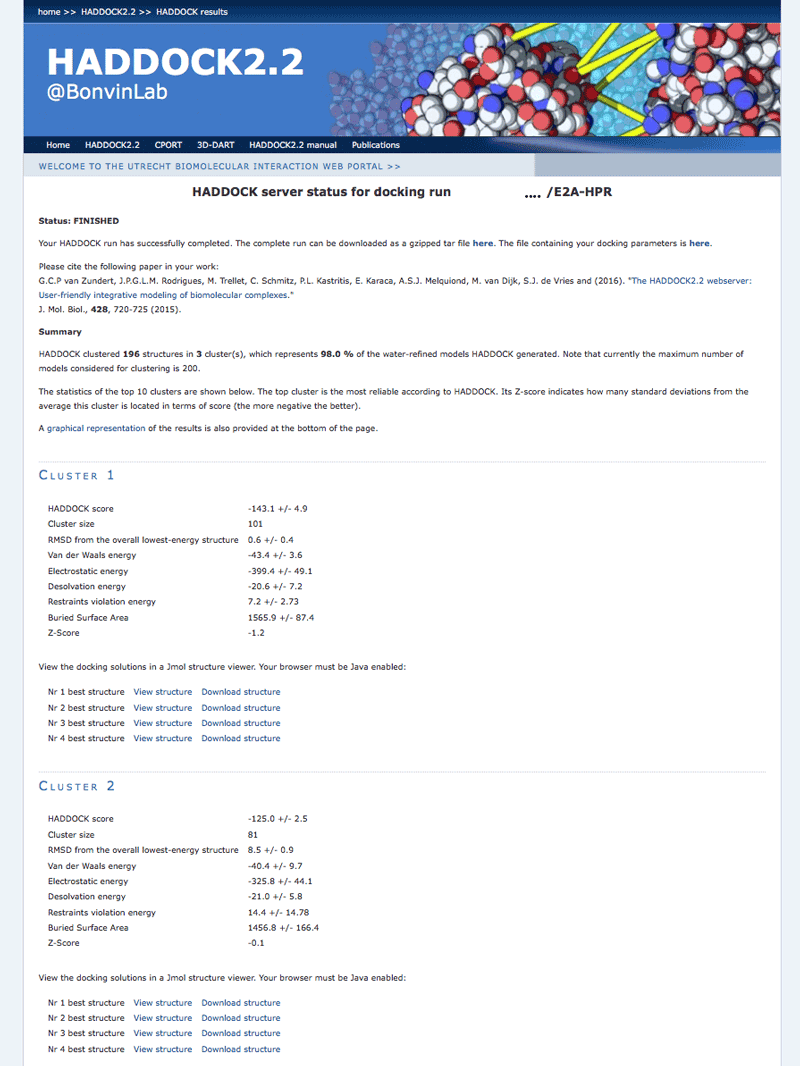 home >> HADDOCK2.2 >> HADDOCK results
HADDOCK2.2
@BonvinLab
Home HADDOCK2.2 CPORT 3D-DART HADDOCK2.2 manual Publications
WELCOME TO THE UTRECHT BIOMOLECULAR INTERACTION WEB PORTAL >>
HADDOCK server status for docking run .... /E2A-HPR
Status: FINISHED
Your HADDOCK run has successfully completed. The complete run can be downloaded as a gzipped tar file here. The file containing your docking parameters is here.
Please cite the following paper in your work:
G.C.P van Zundert, J.P.G.L.M. Rodrigues, M. Trellet, C. Schmitz, P.L. Kastritis, E. Karaca, A.S.J. Melquiond, M. van Dijk, S.J. de Vries and (2016). "The HADDOCK2.2 webserver:
User-friendly integrative modeling of biomolecular complexes."
J. Mol. Biol., 428, 720-725 (2015).
Summary
HADDOCK clustered 196 structures in 3 cluster(s), which represents 98.0 % of the water-refined models HADDOCK generated. Note that currently the maximum number of
models considered for clustering is 200.
The statistics of the top 10 clusters are shown below. The top cluster is the most reliable according to HADDOCK. Its Z-score indicates how many standard deviations from the
average this cluster is located in terms of score (the more negative the better).
A graphical representation of the results is also provided at the bottom of the page.
Cluster 1
HADDOCK score -143.1 +/- 4.9
Cluster size 101
RMSD from the overall lowest-energy structure 0.6 +/- 0.4
Van der Waals energy -43.4 +/- 3.6
Electrostatic energy -399.4 +/- 49.1
Desolvation energy -20.6 +/- 7.2
Restraints violation energy 7.2 +/- 2.73
Buried Surface Area 1565.9 +/- 87.4
Z-Score -1.2
View the docking solutions in a Jmol structure viewer. Your browser must be Java enabled:
Nr 1 best structure View structure Download structure
Nr 2 best structure View structure Download structure
Nr 3 best structure View structure Download structure
Nr 4 best structure View structure Download structure
Cluster 2
HADDOCK score -125.0 +/- 2.5
Cluster size 81
RMSD from the overall lowest-energy structure 8.5 +/- 0.9
Van der Waals energy -40.4 +/- 9.7
Electrostatic energy -325.8 +/- 44.1
Desolvation energy -21.0 +/- 5.8
Restraints violation energy 14.4 +/- 14.78
Buried Surface Area 1456.8 +/- 166.4
Z-Score -0.1
View the docking solutions in a Jmol structure viewer. Your browser must be Java enabled:
Nr 1 best structure View structure Download structure
Nr 2 best structure View structure Download structure
Nr 3 best structure View structure Download structure
Nr 4 best structure View structure Download structure